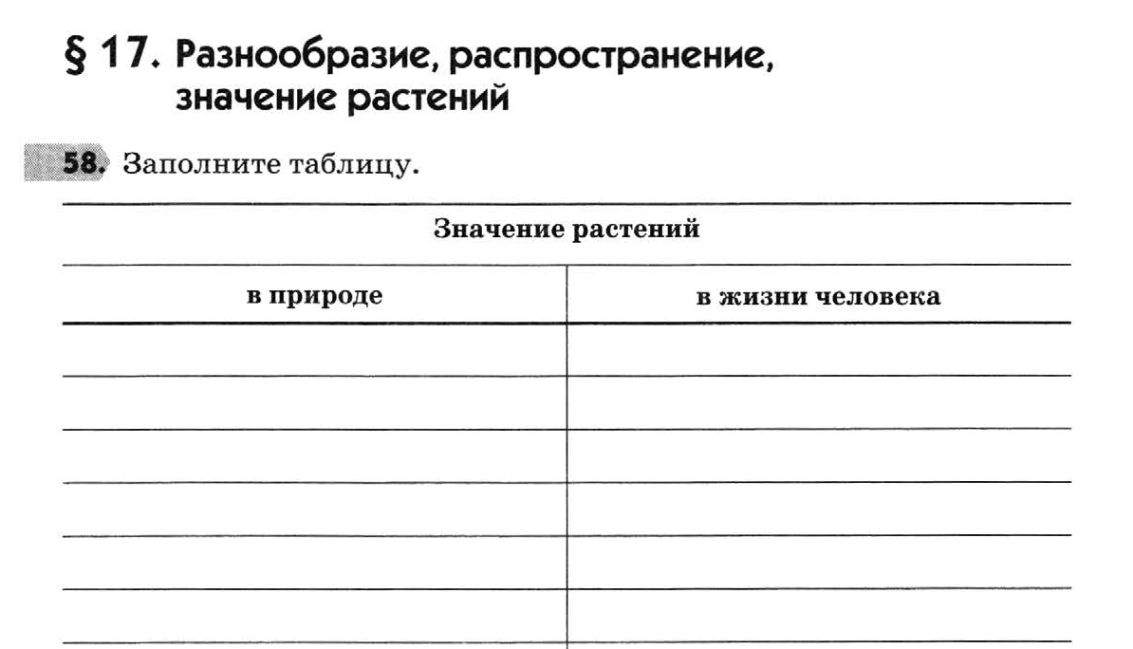 § 17. Разнообразие, распространение,
значение растений
58. Заполните таблицу.
Значение растений
в природе
в жизни человека